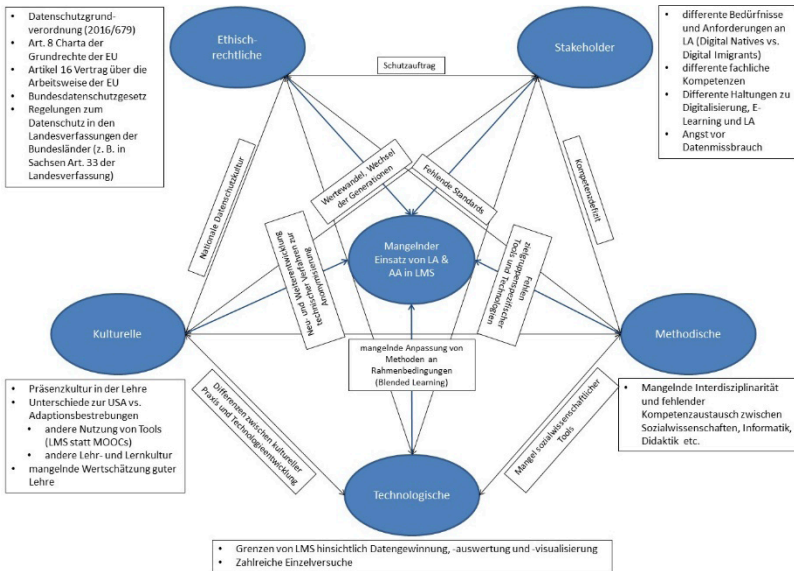 • Datenschutzgrund-
verordnung (2016/679)
• Art. 8 Charta der
Grundrechte der EU
• Artikel 16 Vertrag über die
Arbeitsweise der EU
• Bundesdatenschutzgesetz
• Regelungen zum
Datenschutz in den
Landesverfassungen der
Bundesländer (z. B. in
Sachsen Art. 33 der
Landesverfassung)
Ethisch-
rechtliche
Schutzauftrag
Stakeholder
• differente Bedürfnisse
und Anforderungen an
LA (Digital Natives vs.
Digital Imigrants)
• differente fachliche
Kompetenzen
• Differente Haltungen zu
Digitalisierung, E-
Learning und LA
• Angst vor
Datenmissbrauch
Nationale Datenschutzkultur
Wertewandel, Wechsel
der Generationen
Fehlende Standards
Kompetenzdefizit
Neu- und Weiterentwicklung
technischer Verfahren zur
Anonymisierung
Mangelnder
Einsatz von LA &
AA in LMS
Fehlen
zielgruppenspezifischer
Tools und Technologien
Kulturelle
Methodische
mangelnde Anpassung von
Methoden an
Rahmenbedingungen
(Blended Learning)
• Präsenzkultur in der Lehre
• Unterschiede zur USA vs.
Adaptionsbestrebungen
• andere Nutzung von Tools
(LMS statt MOOCs)
• andere Lehr- und Lernkultur
• mangelnde Wertschätzung guter
Lehre
Differenzen zwischen kultureller
Praxis und Technologieentwicklung
Mangel sozialwissenschaftlicher
Tools
• Mangelnde Interdisziplinarität
und fehlender
Kompetenzaustausch zwischen
Sozialwissenschaften, Informatik,
Didaktik etc.
Technologische
• Grenzen von LMS hinsichtlich Datengewinnung, -auswertung und -visualisierung
• Zahlreiche Einzelversuche